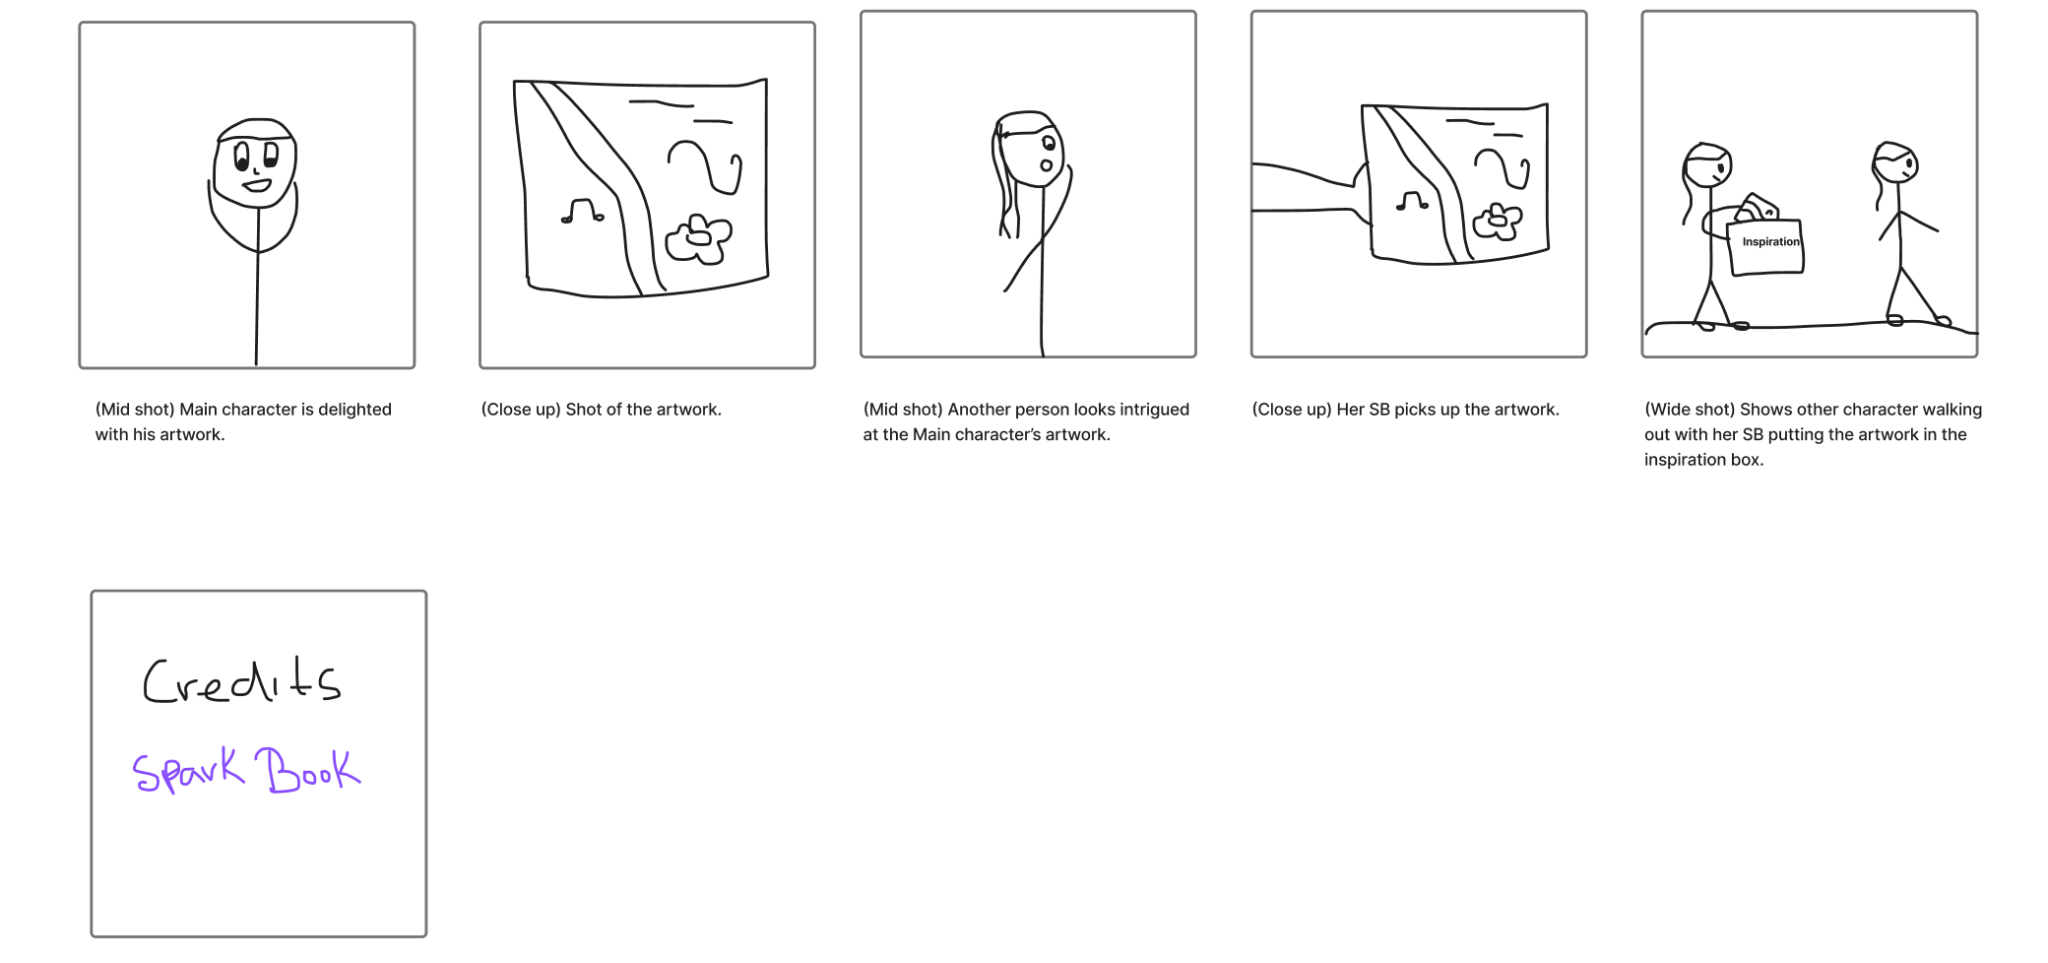 Inspiration
(Mid shot) Main character is delighted
with his artwork.
(Close up) Shot of the artwork.
(Mid shot) Another person looks intrigued
at the Main character’s artwork.
(Close up) Her SB picks up the artwork.
(Wide shot) Shows other character walking
out with her SB putting the artwork in the
inspiration box.
Credits
Spark Book